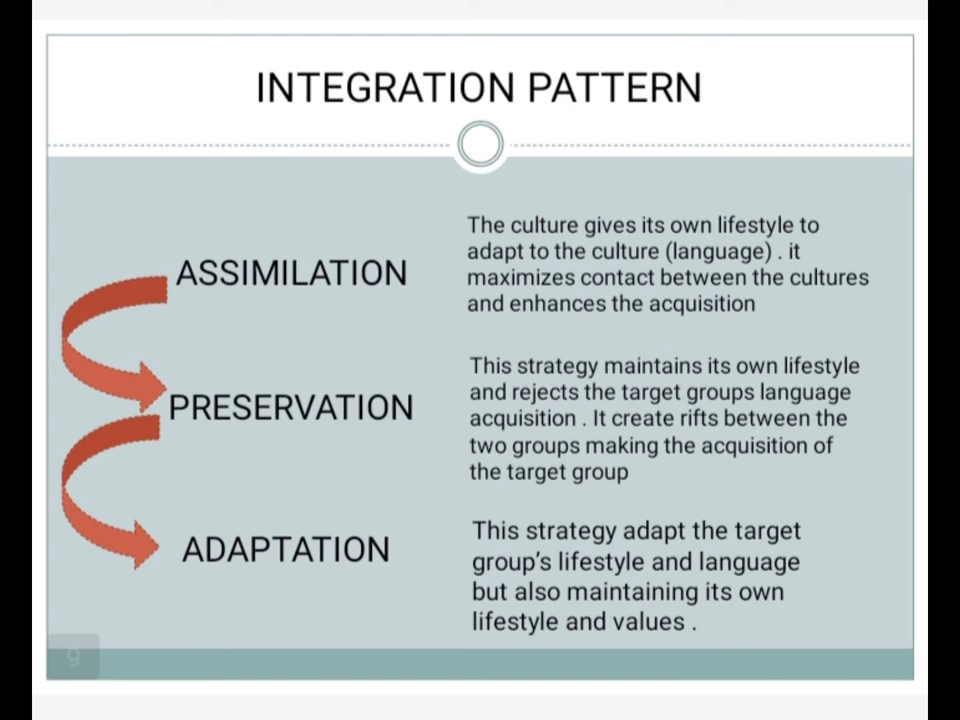 INTEGRATION PATTERN
ASSIMILATION
The culture gives its own lifestyle to
adapt to the culture (language) . it
maximizes contact between the cultures
and enhances the acquisition
PRESERVATION
This strategy maintains its own lifestyle
and rejects the target groups language
acquisition . It create rifts between the
two groups making the acquisition of
the target group
ADAPTATION
This strategy adapt the target
group's lifestyle and language
but also maintaining its own
lifestyle and values .
9